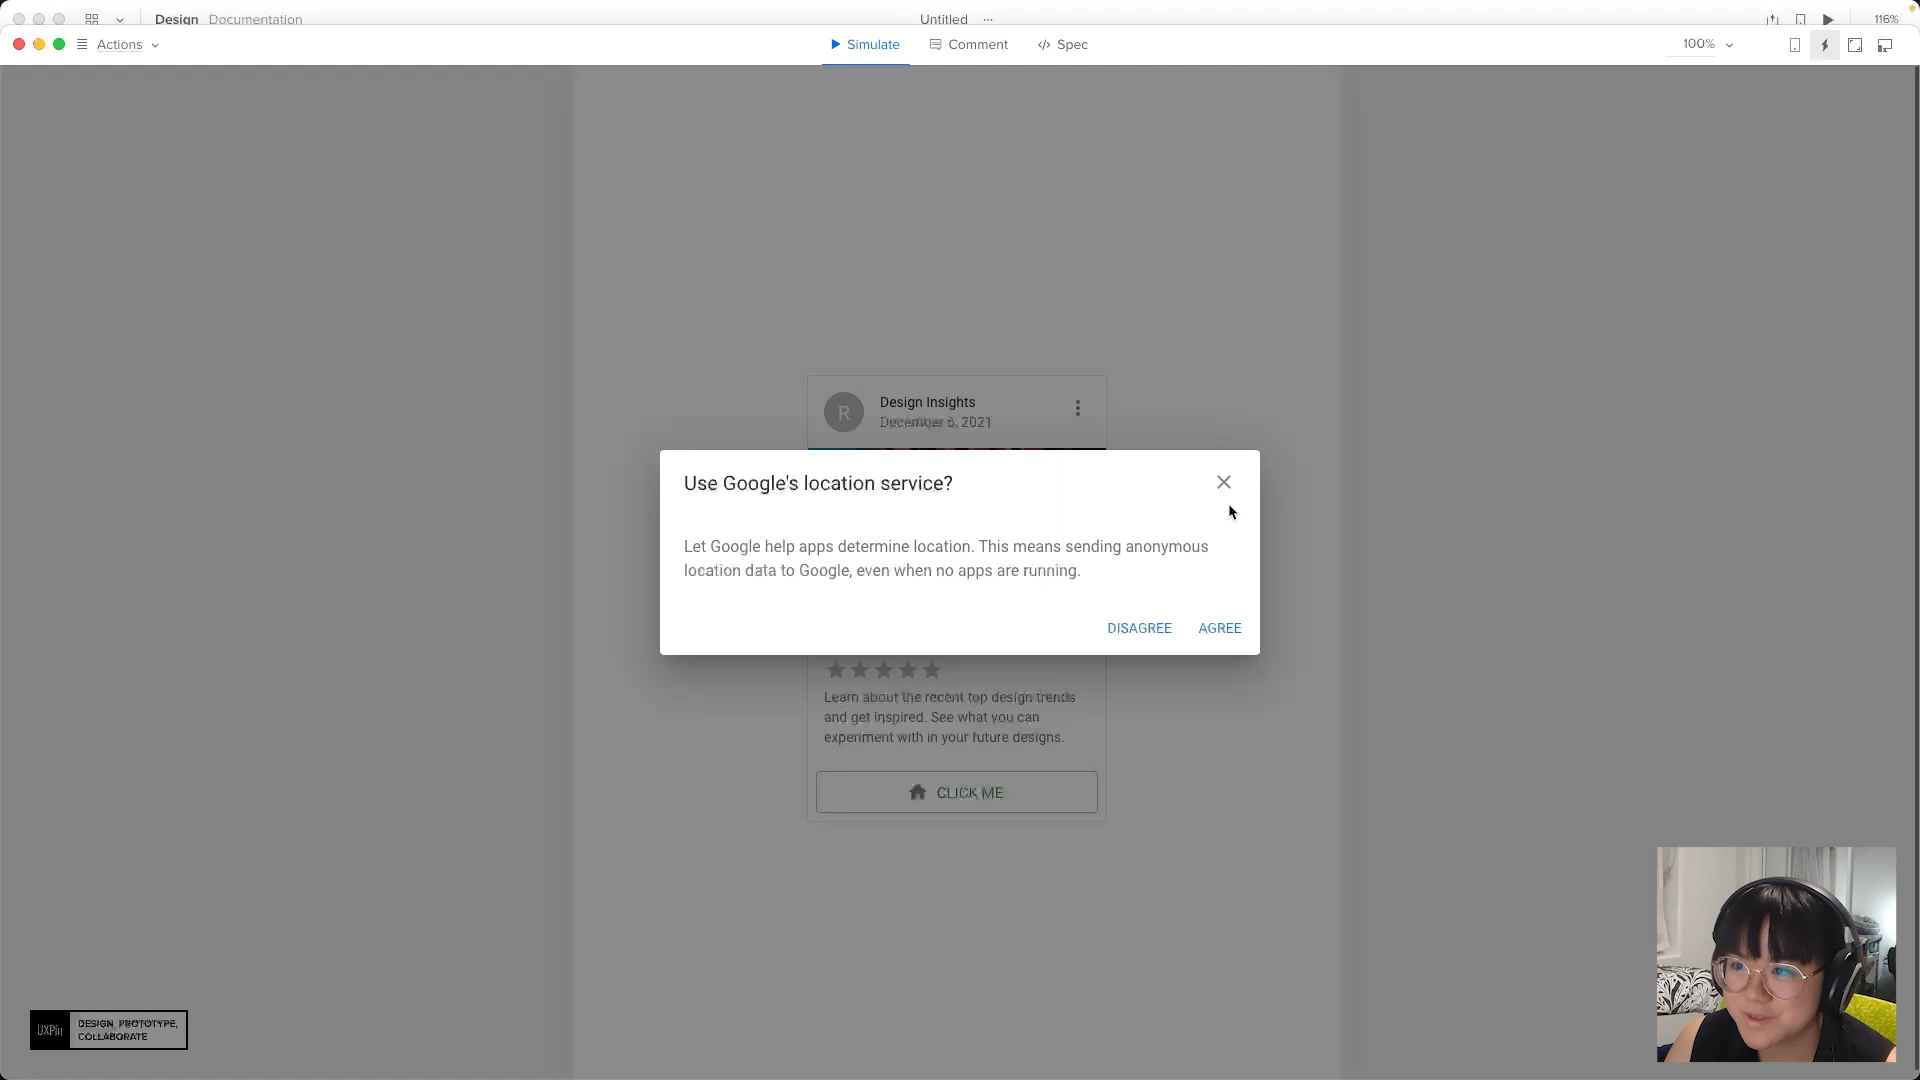 Design Documentation
Untitled ...
116%
Actions
Simulate
Comment
</> Spec
100%
R
Design Insights
6, 2021
Use Google's location service?
Let Google help apps determine location. This means sending anonymous
location data to Google, even when no apps are running.
DISAGREE AGREE
Learn about the recent top design trends
and get inspired. See what you can
experiment with in your future designs.
CLICK ME
UXPin
DESIGN, PROTOTYPE,
COLLABORATE